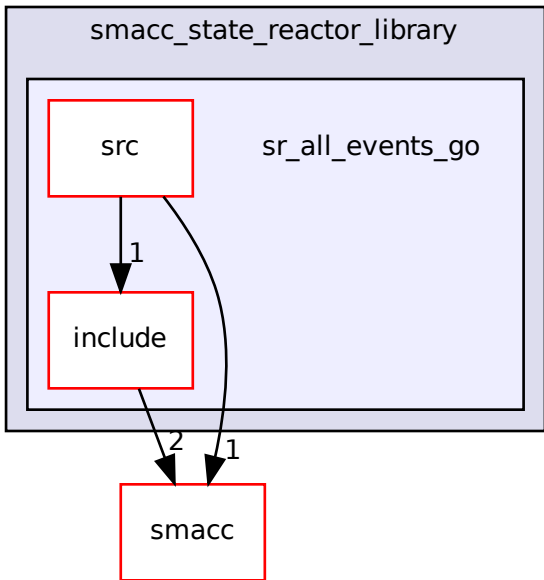 smacc_state_reactor_library
src
sr_all_events_go
1
include
2
1
smacc